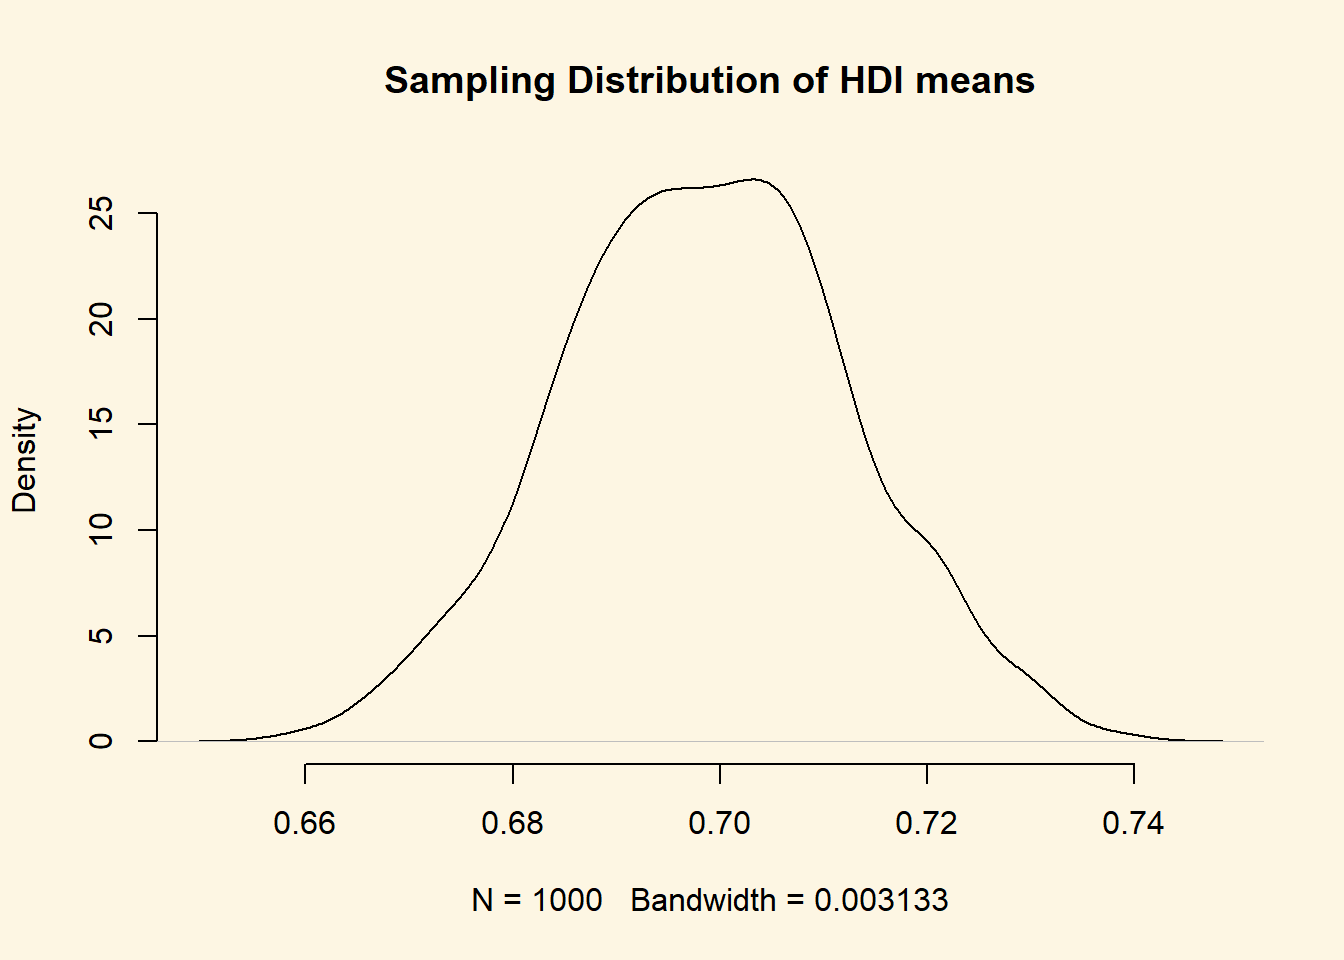 Sampling Distribution of HDI means
Density
25
20
15
10
5
0
0.66 0.68 0.70 0.72 0.74
N = 1000 Bandwidth = 0.003133